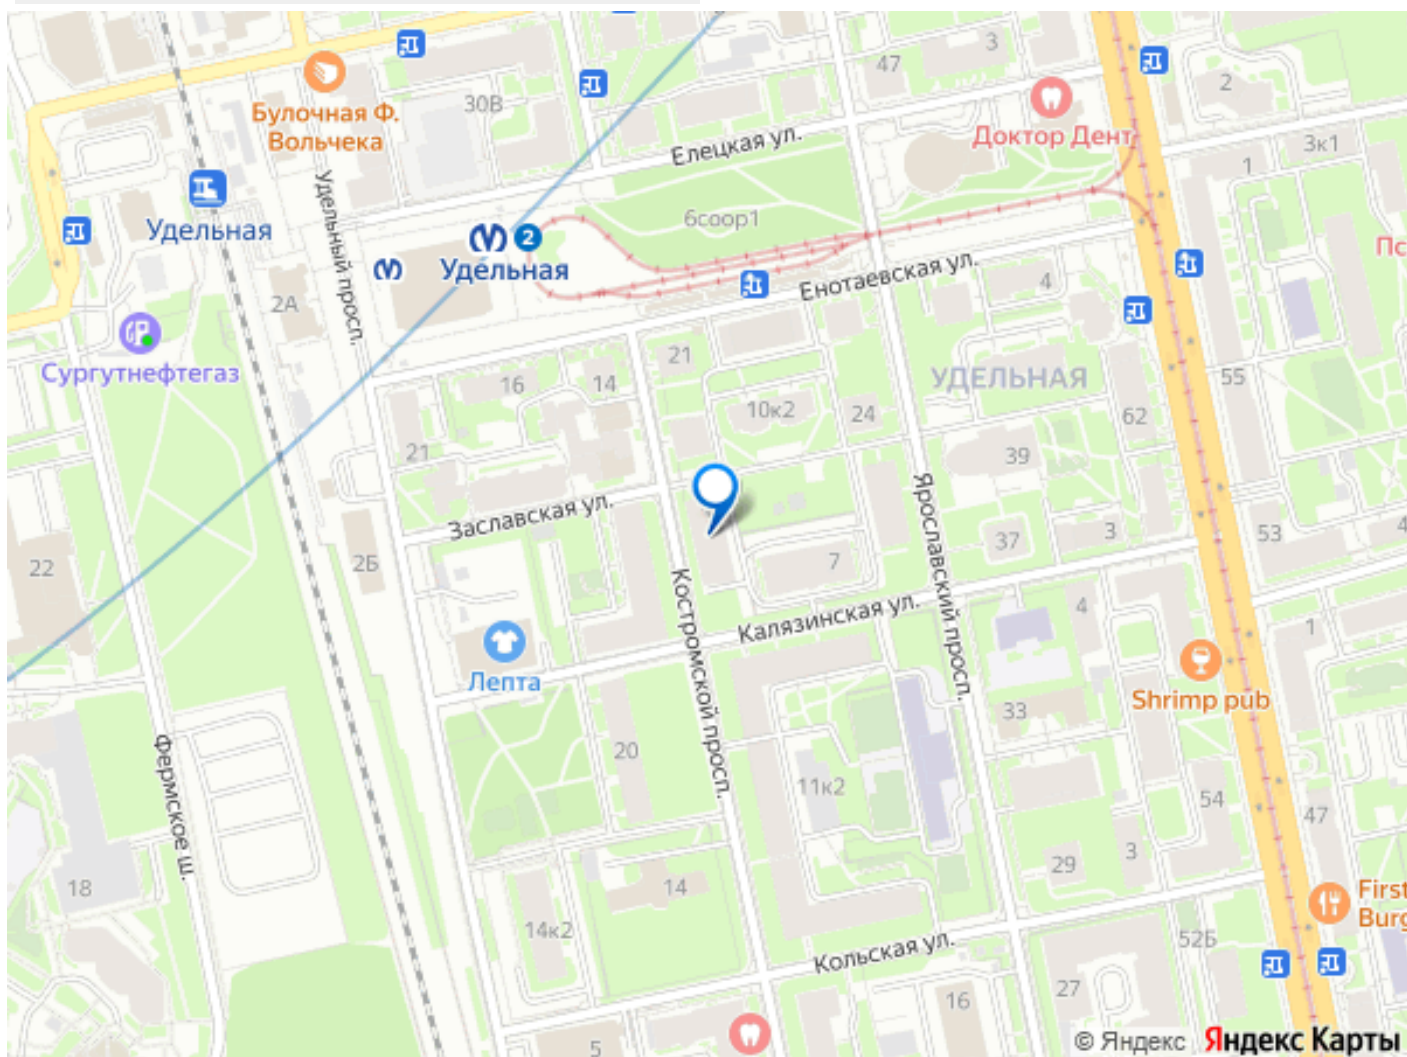 3
47
2
Булочная Ф.
Вольчека
30В
Доктор Дент
Елецкая ул.
3к1
1
Удельный просп.
Удельная
6соор1
2
Удельная
Пс
Енотаевская ул.
4
2А
Сургутнефтегаз
21
16
14
УДЕЛЬНАЯ
55
10к2
24
62
21
39
Заславская ул.
Ярославский просп.
53
4
3
37
22
2Б
7
Костромской просп.
Калязинская ул.
4
1
Лепта
Shrimp pub
33
Фермское ш.
20
11к2
54
47
3
29
18
14
First
Burg
14к2
52Б
Кольская ул.
27
16
5
© Яндекс Яндекс Карты